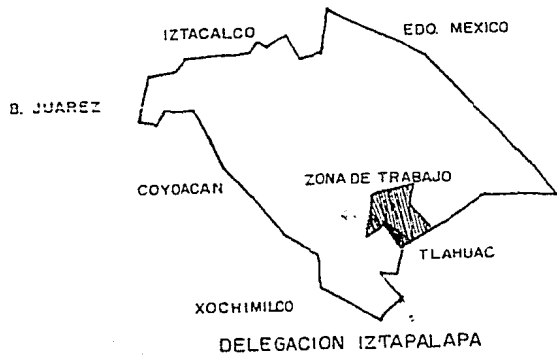 IZTACALCO
EDO. MEXICO
B. JUAREZ
ZONA DE TRABAJO
COYOACAN
TLAHUAC
XOCHIMILCO
DELEGACION IZTAPALAPA